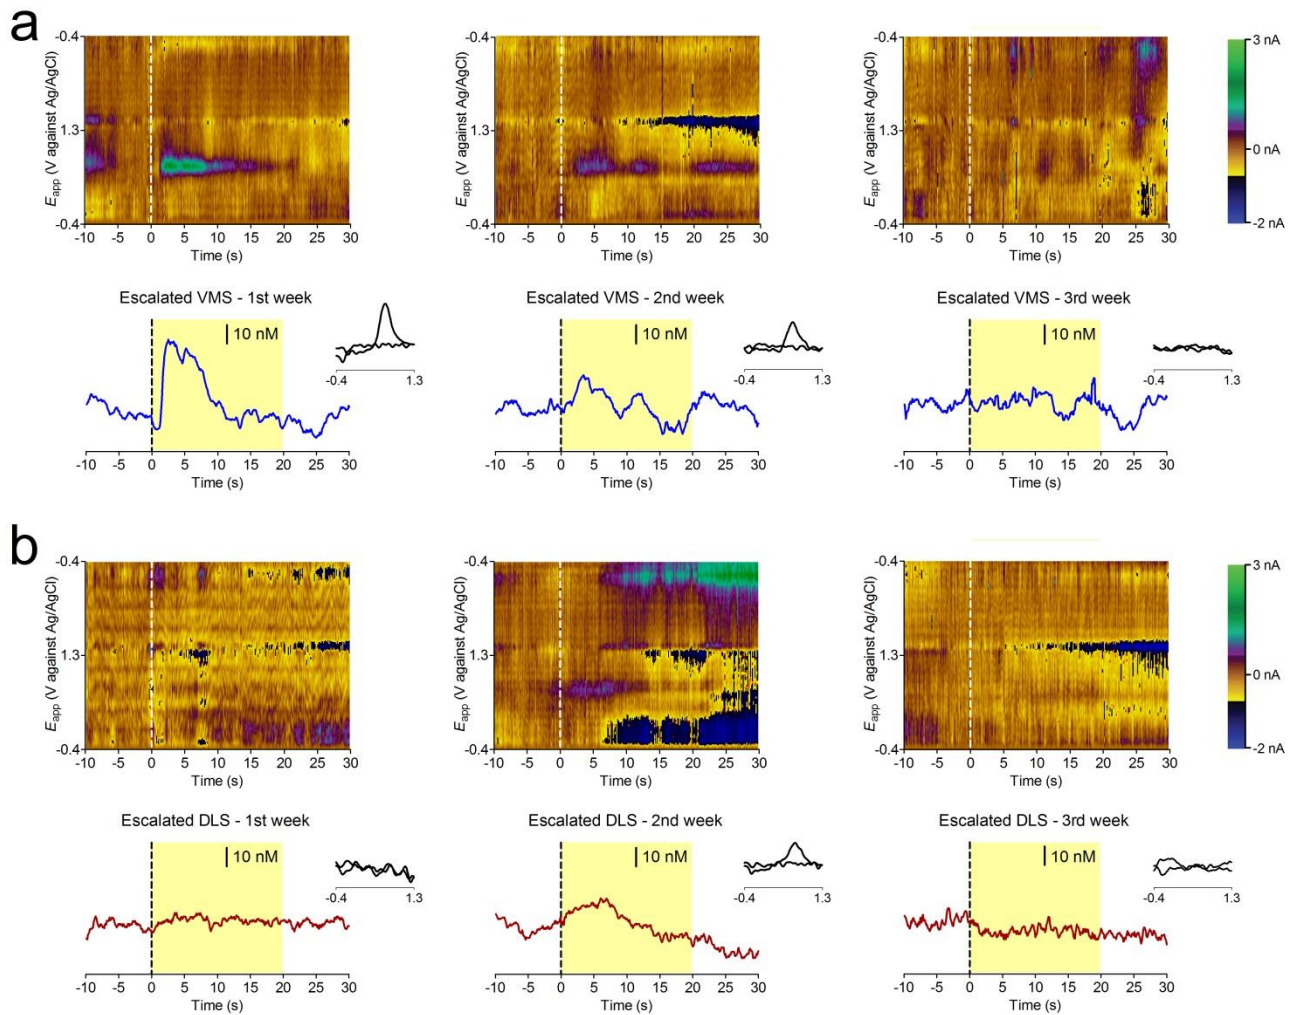 a
-0.4 -0.4 -0.4 3 nA
1.3 1.3 1.3 0 nA
-0.4 -0.4 -0.4 -2 nA
E app (V against Ag/AgCl) E app (V against Ag/AgCl) E app (V against Ag/AgCl)
-10 -5 0 5 10 15 20 25 30 -10 -5 0 5 10 15 20 25 30 -10 -5 0 5 10 15 20 25 30
Time (s) Time (s) Time (s)
Escalated VMS - 1st week Escalated VMS - 2nd week Escalated VMS - 3rd week
10 nM 10 nM 10 nM
-0.4 1.3 -0.4 1.3 -0.4 1.3
-10 -5 0 5 10 15 20 25 30 -10 -5 0 5 10 15 20 25 30 -10 -5 0 5 10 15 20 25 30
Time (s) Time (s) Time (s)
b
-0.4 -0.4 -0.4 3 nA
1.3 1.3 1.3 0 nA
-0.4 -0.4 -0.4 -2 nA
E app (V against Ag/AgCl) E app (V against Ag/AgCl) E app (V against Ag/AgCl)
-10 -5 0 5 10 15 20 25 30 -10 -5 0 5 10 15 20 25 30 -10 -5 0 5 10 15 20 25 30
Time (s) Time (s) Time (s)
Escalated DLS - 1st week Escalated DLS - 2nd week Escalated DLS - 3rd week
10 nM 10 nM 10 nM
-0.4 1.3 -0.4 1.3 -0.4 1.3
-10 -5 0 5 10 15 20 25 30 -10 -5 0 5 10 15 20 25 30 -10 -5 0 5 10 15 20 25 30
Time (s) Time (s) Time (s)